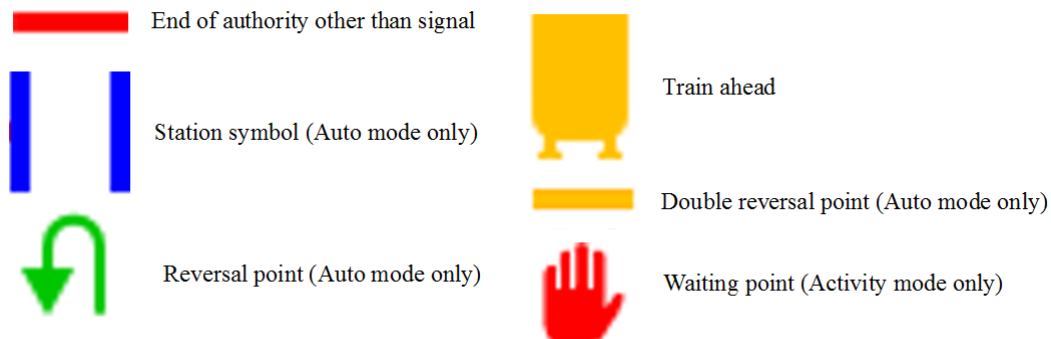 End of authority other than signal
Station symbol (Auto mode only)
Reversal point (Auto mode only)
Train ahead
Double reversal point (Auto mode only)
Waiting point (Activity mode only)